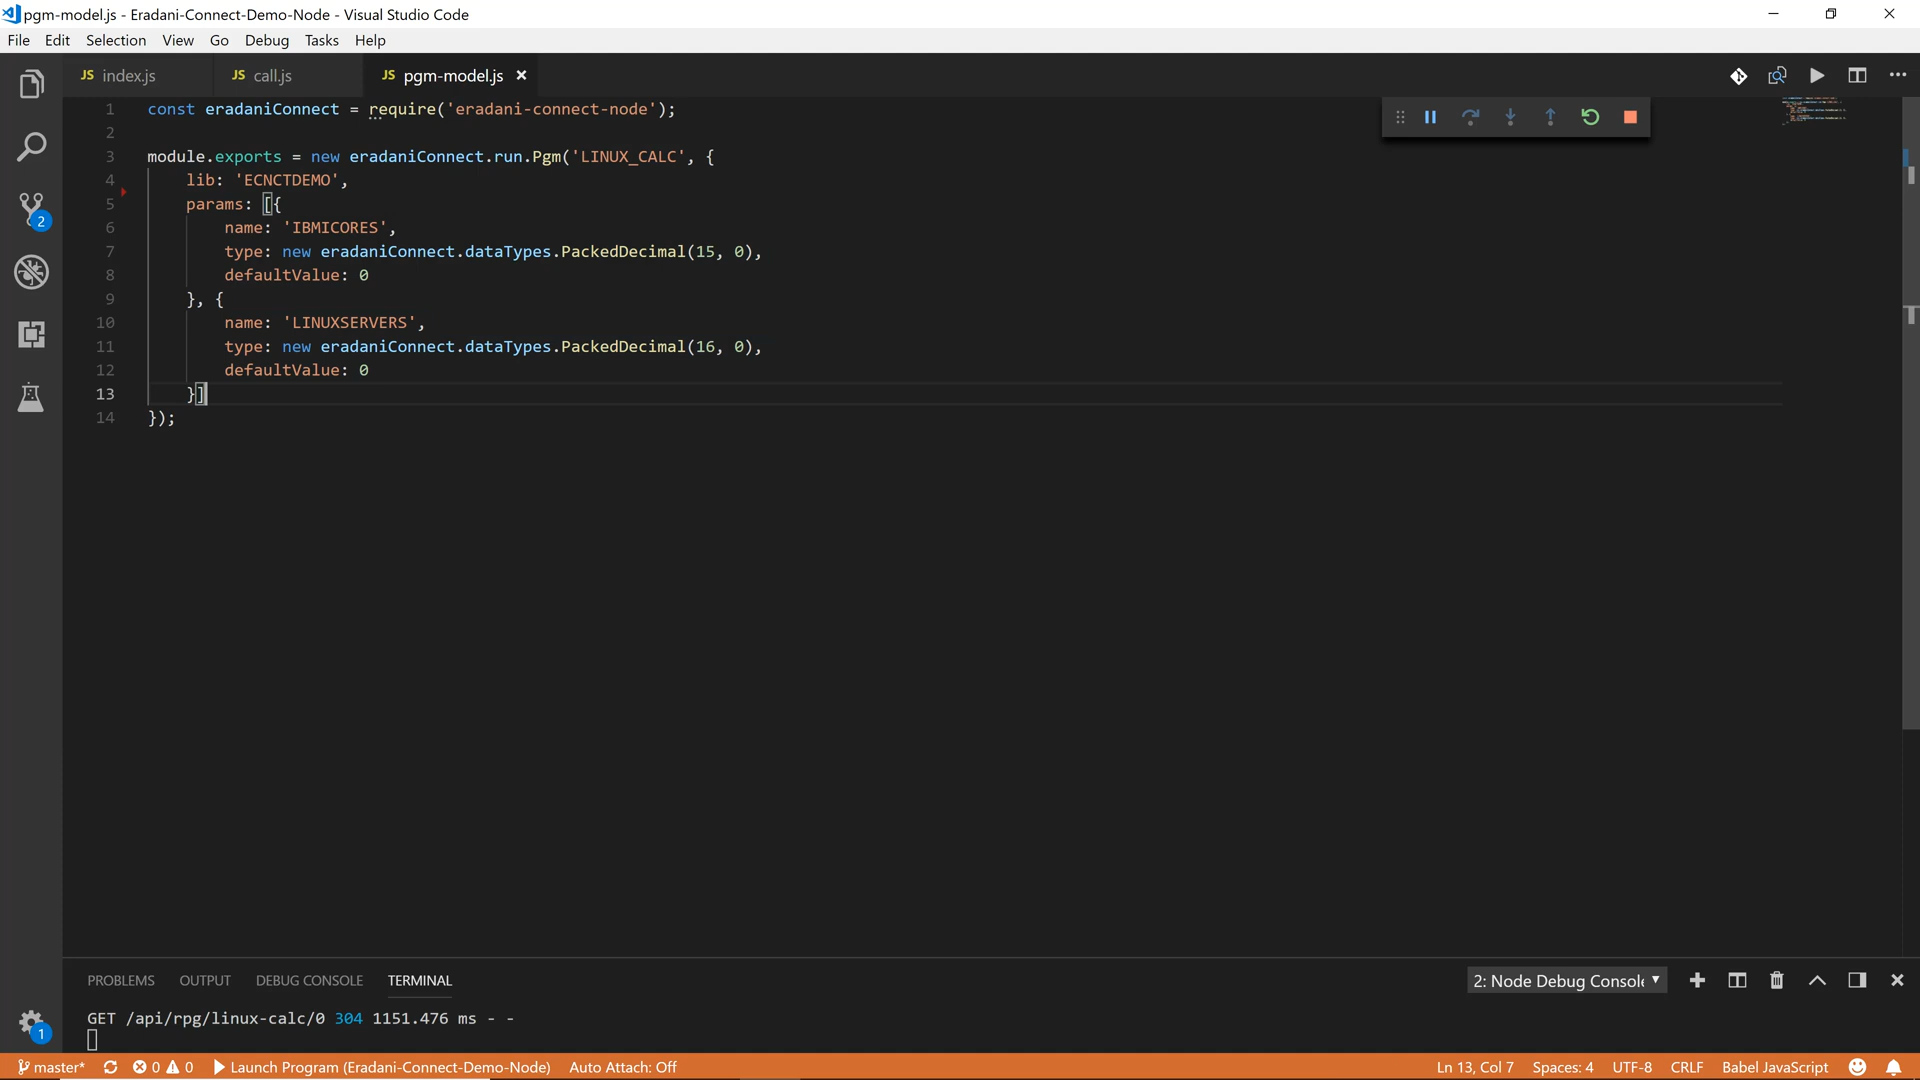 pgm-model.js - Eradani-Connect-Demo-Node - Visual Studio Code
File Edit Selection View Go Debug Tasks Help
JS index.js JS call.js JS pgm-model.js
1 const eradaniConnect = require('eradani-connect-node');
2
3 module.exports = new eradaniConnect.run.Pgm('LINUX_CALC', {
4 lib: 'ECNCTDEMO',
5 params: [{
6 name: 'IBMICORES',
7 type: new eradaniConnect.dataTypes.PackedDecimal(15, 0),
8 defaultValue: 0
9 }, {
10 name: 'LINUXSERVERS',
11 type: new eradaniConnect.dataTypes.PackedDecimal(16, 0),
12 defaultValue: 0
13 }]
14 });
2
PROBLEMS OUTPUT DEBUG CONSOLE TERMINAL 2: Node Debug Console
GET /api/rpg/linux-calc/0 304 1151.476 ms - -
1
master* 0 0 Launch Program (Eradani-Connect-Demo-Node) Auto Attach: Off Ln 13, Col 7 Spaces: 4 UTF-8 CRLF Babel JavaScript